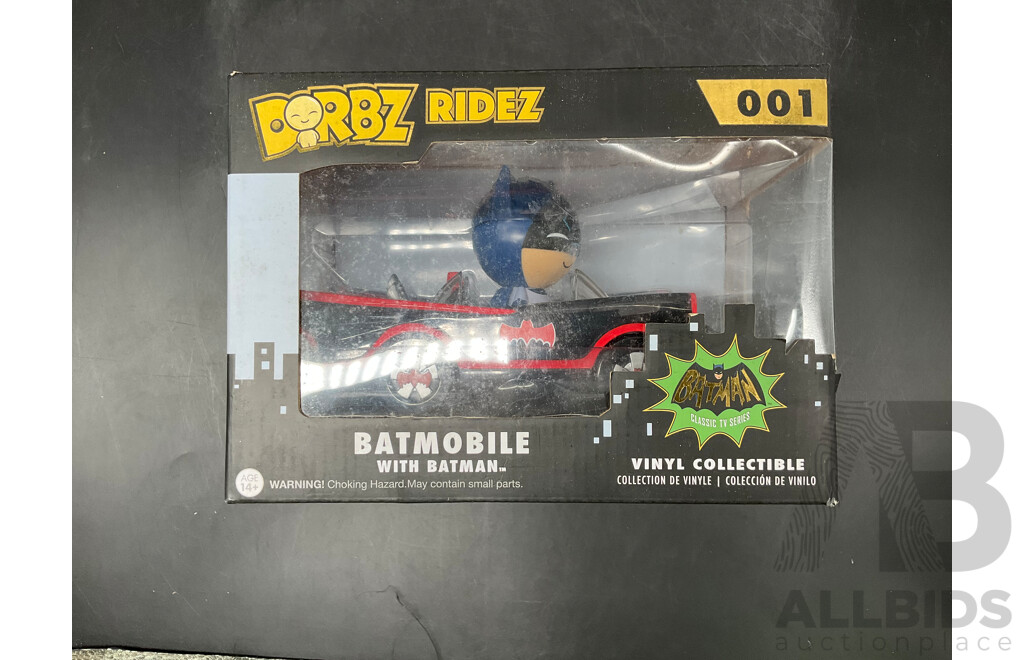 DORBZ RIDEZ
001
BATMAN
CLASSIC TV SERIES
BATMOBILE
WITH BATMAN™
VINYL COLLECTIBLE
COLLECTION DE VINYLE | COLECCIÓN DE VINILO
AGE
14+
WARNING! Choking Hazard.May contain small parts.
AB
ALLBIDS
auctionplace